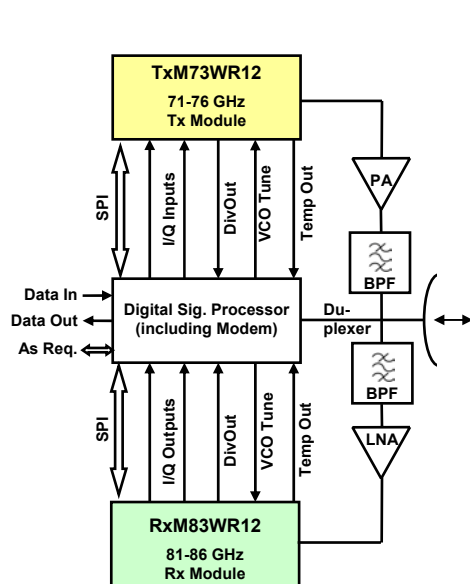 TxM73WR12
71-76 GHz
Tx Module
SPI
I/Q Inputs
DivOut
VCO Tune
Temp Out
PA
BPF
Data In
Data Out
As Req.
Digital Sig. Processor
(including Modem)
Du-
plexer
BPF
LNA
SPI
I/Q Outputs
DivOut
VCO Tune
Temp Out
RxM83WR12
81-86 GHz
Rx Module